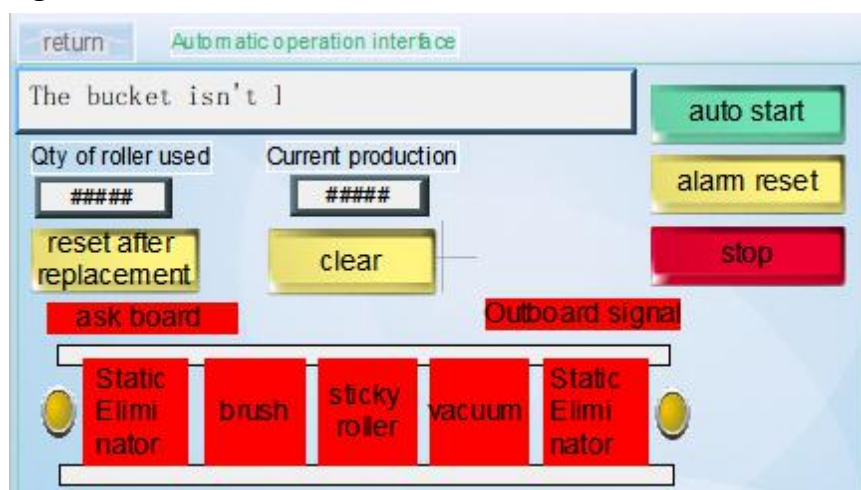 return
Automatic operation interface
The bucket isn't l
auto start
Qty of roller used
Current production
#####
#####
alarm reset
reset after
replacement
clear
stop
ask board
Outboard signal
Static
Elimi
nator
brush
sticky
roller
vacuum
Static
Elimi
nator